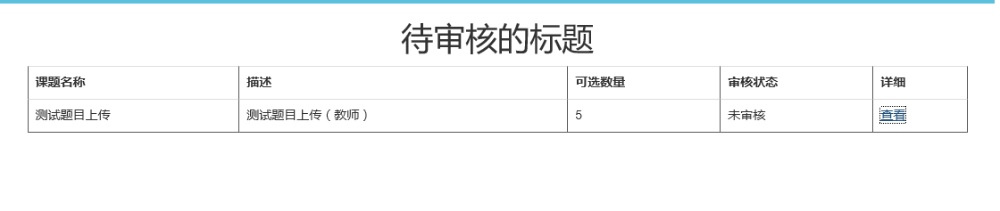 待审核的标题
课题名称 描述 可选数量 审核状态 详细
测试题目上传 测试题目上传（教师） 5 未审核 查看